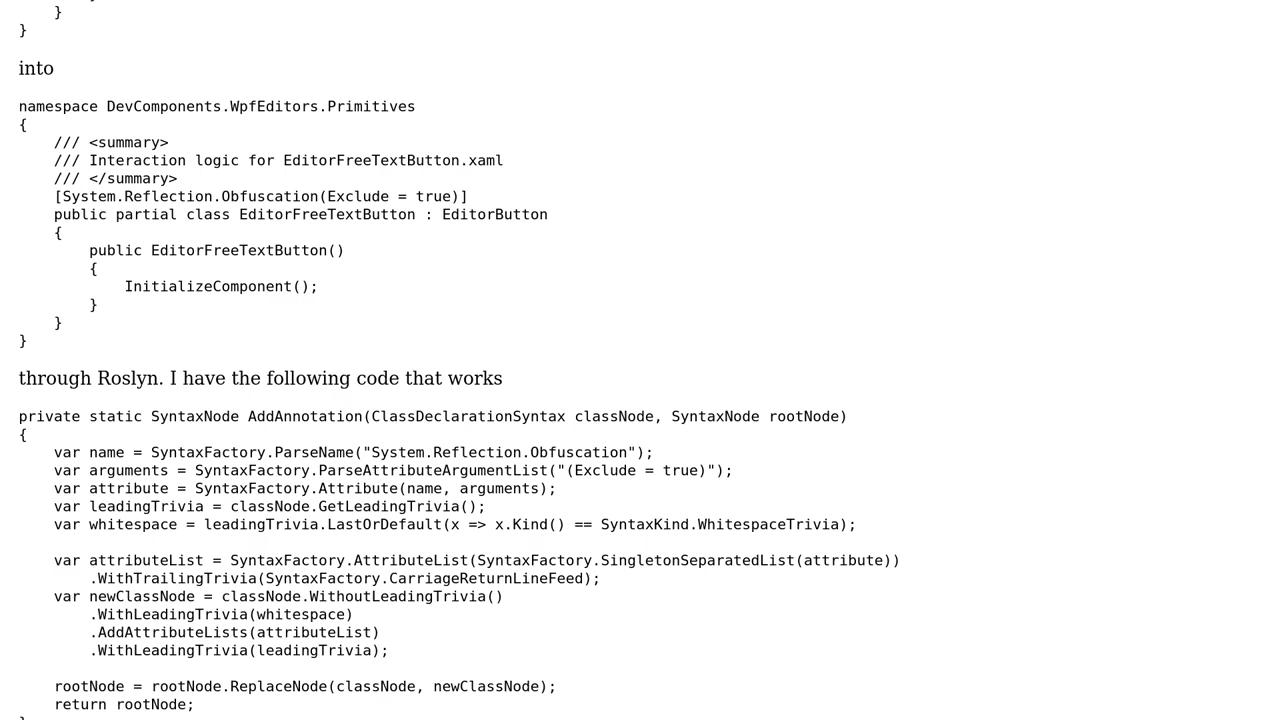 }
}
into
namespace DevComponents.WpfEditors.Primitives
{
    /// <summary>
    /// Interaction logic for EditorFreeTextButton.xaml
    /// </summary>
    [System.Reflection.Obfuscation(Exclude = true)]
    public partial class EditorFreeTextButton : EditorButton
    {
        public EditorFreeTextButton()
        {
            InitializeComponent();
        }
    }
}
through Roslyn. I have the following code that works
private static SyntaxNode AddAnnotation(ClassDeclarationSyntax classNode, SyntaxNode rootNode)
{
    var name = SyntaxFactory.ParseName("System.Reflection.Obfuscation");
    var arguments = SyntaxFactory.ParseAttributeArgumentList("(Exclude = true)");
    var attribute = SyntaxFactory.Attribute(name, arguments);
    var leadingTrivia = classNode.GetLeadingTrivia();
    var whitespace = leadingTrivia.LastOrDefault(x => x.Kind() == SyntaxKind.WhitespaceTrivia);

    var attributeList = SyntaxFactory.AttributeList(SyntaxFactory.SingletonSeparatedList(attribute))
        .WithTrailingTrivia(SyntaxFactory.CarriageReturnLineFeed);
    var newClassNode = classNode.WithoutLeadingTrivia()
        .WithLeadingTrivia(whitespace)
        .AddAttributeLists(attributeList)
        .WithLeadingTrivia(leadingTrivia);

    rootNode = rootNode.ReplaceNode(classNode, newClassNode);
    return rootNode;